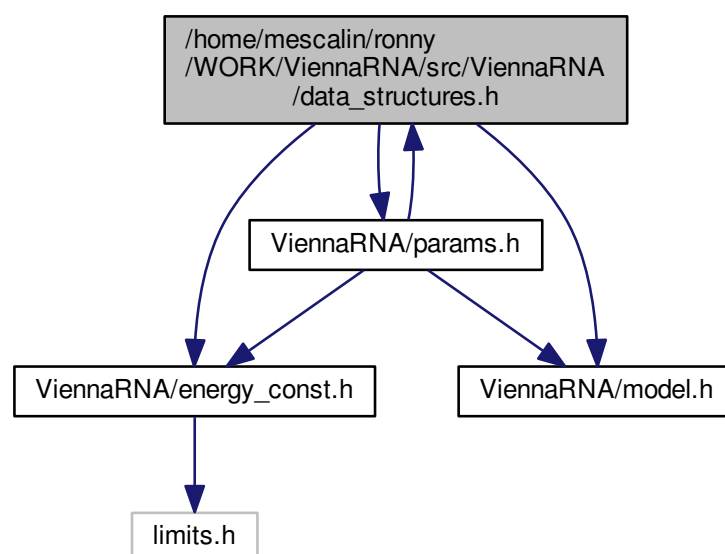 /home/mescalin/ronny
/WORK/ViennaRNA/src/ViennaRNA
/data_structures.h
ViennaRNA/params.h
ViennaRNA/energy_const.h
ViennaRNA/model.h
limits.h